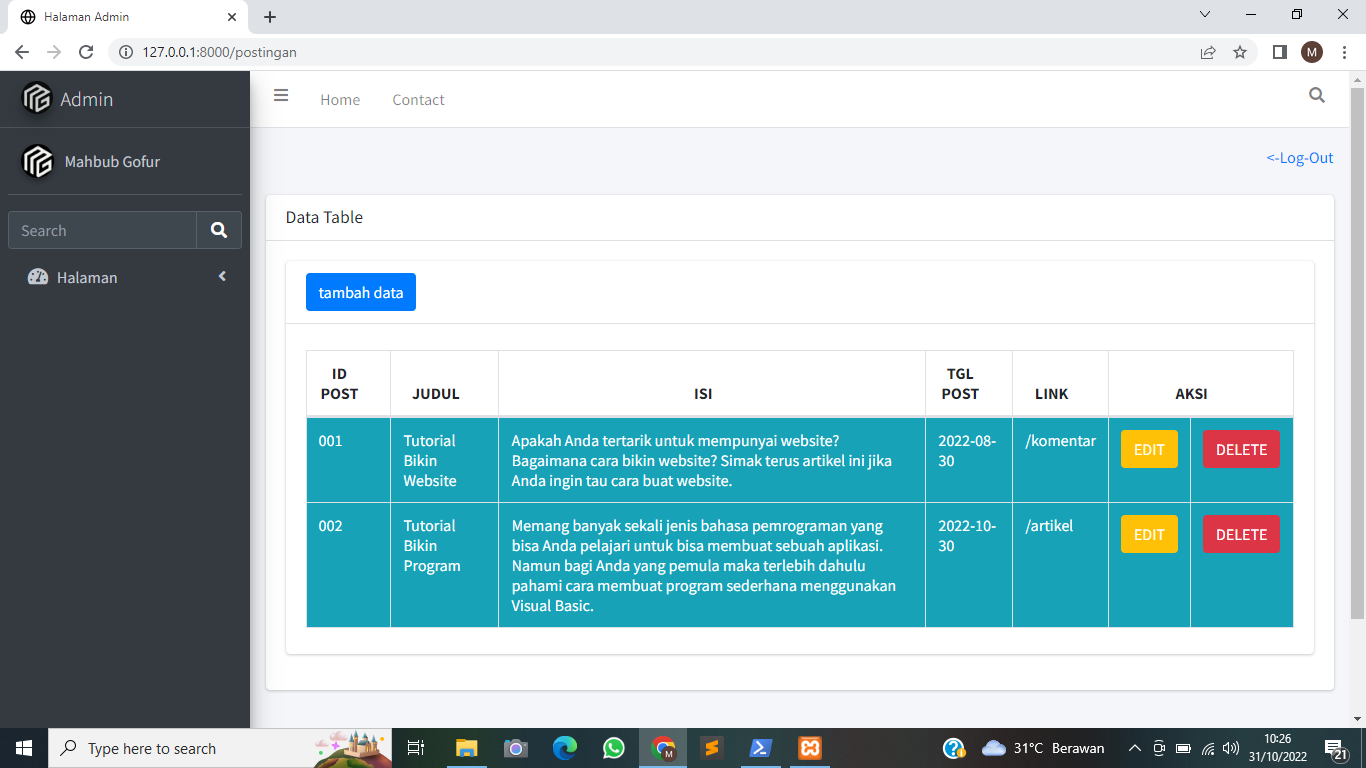 Halaman Admin
127.0.0.1:8000/postingan
M
Admin
Home
Contact
Mahbub Gofur
<-Log-Out
Search
Halaman
Data Table
tambah data
ID
POST
JUDUL
ISI
TGL
POST
LINK
AKSI
001
Tutorial
Bikin
Website
Apakah Anda tertarik untuk mempunyai website?
Bagaimana cara bikin website? Simak terus artikel ini jika
Anda ingin tau cara buat website.
2022-08-
30
/komentar
EDIT
DELETE
002
Tutorial
Bikin
Program
Memang banyak sekali jenis bahasa pemrograman yang
bisa Anda pelajari untuk bisa membuat sebuah aplikasi.
Namun bagi Anda yang pemula maka terlebih dahulu
pahami cara membuat program sederhana menggunakan
Visual Basic.
2022-10-
30
/artikel
EDIT
DELETE
Type here to search
M
31°C Berawan
10:26
31/10/2022
21